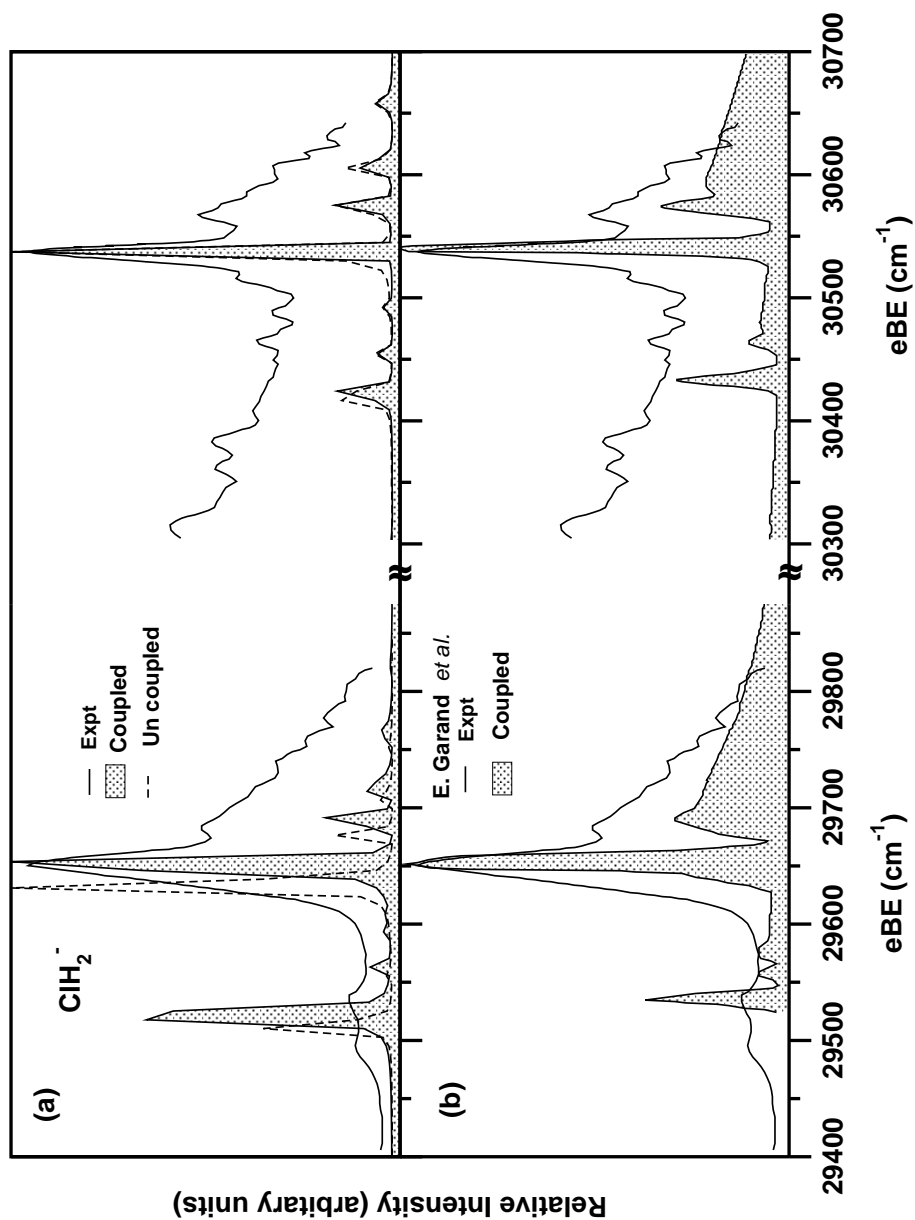 Relative Intensity (arbitary units)
(a)
ClH2-
Expt
Coupled
Un coupled
(b)
E. Garand et al.
Expt
Coupled
29400
29500
29600
29700
29800
30300
30400
30500
30600
30700
eBE (cm-1)
eBE (cm-1)